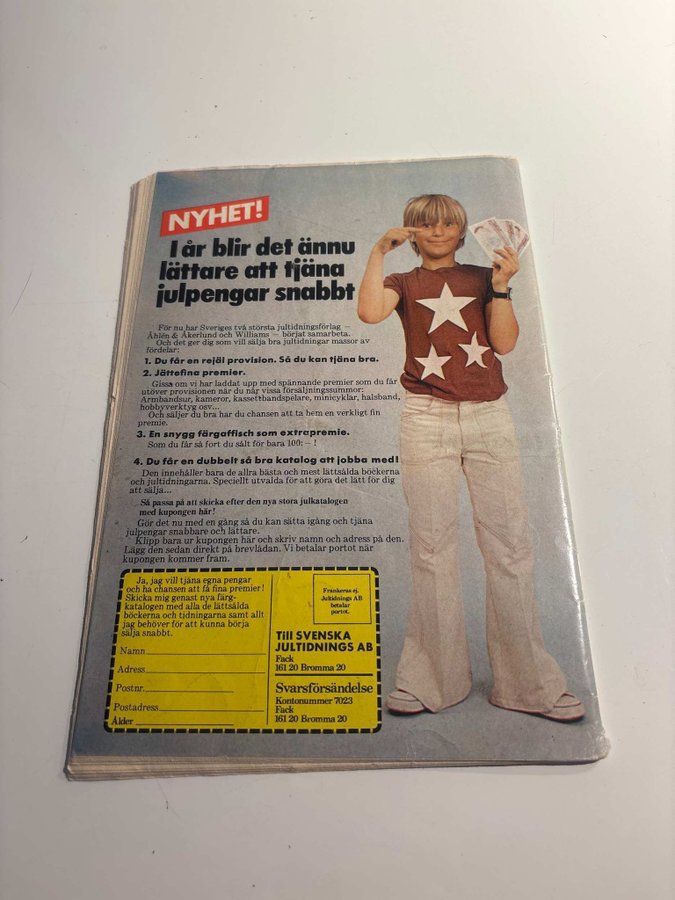 NYHET!
I år blir det ännu
lättare att tjäna
julpengar snabbt
För nu har Sveriges två största jultidningsförlag –
Åhlén & Åkerlund och Williams – börjat samarbeta.
Och det ger dig som vill sälja bra jultidningar massor av
fördelar:
1. Du får en rejäl provision. Så du kan tjäna bra.
2. Jättefina premier.
Gissa om vi har laddat upp med spännande premier som du får
utöver provisionen när du når vissa försäljningssummor:
Armbandsur, kameror, kassettbandspelare, minicyklar, halsband,
hobbyverktyg osv...
Och säljer du bra har du chansen att ta hem en verkligt fin
premie.
3. En snygg färgaffisch som extrapremie.
Som du får så fort du sålt för bara 100:– !
4. Du får en dubbelt så bra katalog att jobba med!
Den innehåller bara de allra bästa och mest lättsålda böckerna
och jultidningarna. Speciellt utvalda för att göra det lätt för dig
att sälja...
Så passa på att skicka efter den nya stora julkatalogen
med kupongen här!
Gör det nu med en gång så du kan sätta igång och tjäna
julpengar snabbare och lättare.
Klipp bara ur kupongen här och skriv namn och adress på den.
Lägg den sedan direkt på brevlådan. Vi betalar portot när
kupongen kommer fram.
Ja, jag vill tjäna egna pengar
och ha chansen att få fina premier!
Skicka mig genast nya färg-
katalogen med alla de lättsålda
böckerna och tjdningarna samt allt
jag behöver för att kunna börja
sälja snabbt.
Namn
Adress
Postnr.
Postadress
Ålder
Frankeras ej.
Jultidnings AB
betalar
portot.
Till SVENSKA
JULTIDNINGS AB
Fack
161 20 Bromma 20
Svarsförsändelse
Kontonummer 7023
Fack
161 20 Bromma 20